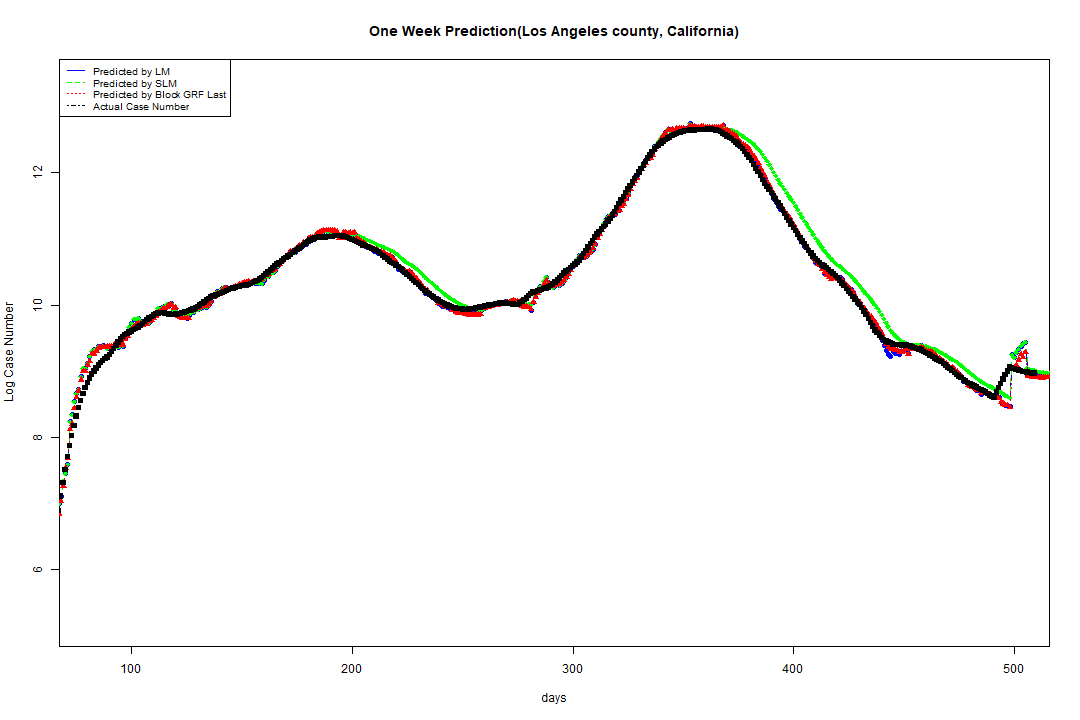 One Week Prediction(Los Angeles county, California)
Predicted by LM
Predicted by SLM
Predicted by Block GRF Last
Actual Case Number
12
10
8
6
Log Case Number
100 200 300 400 500
days